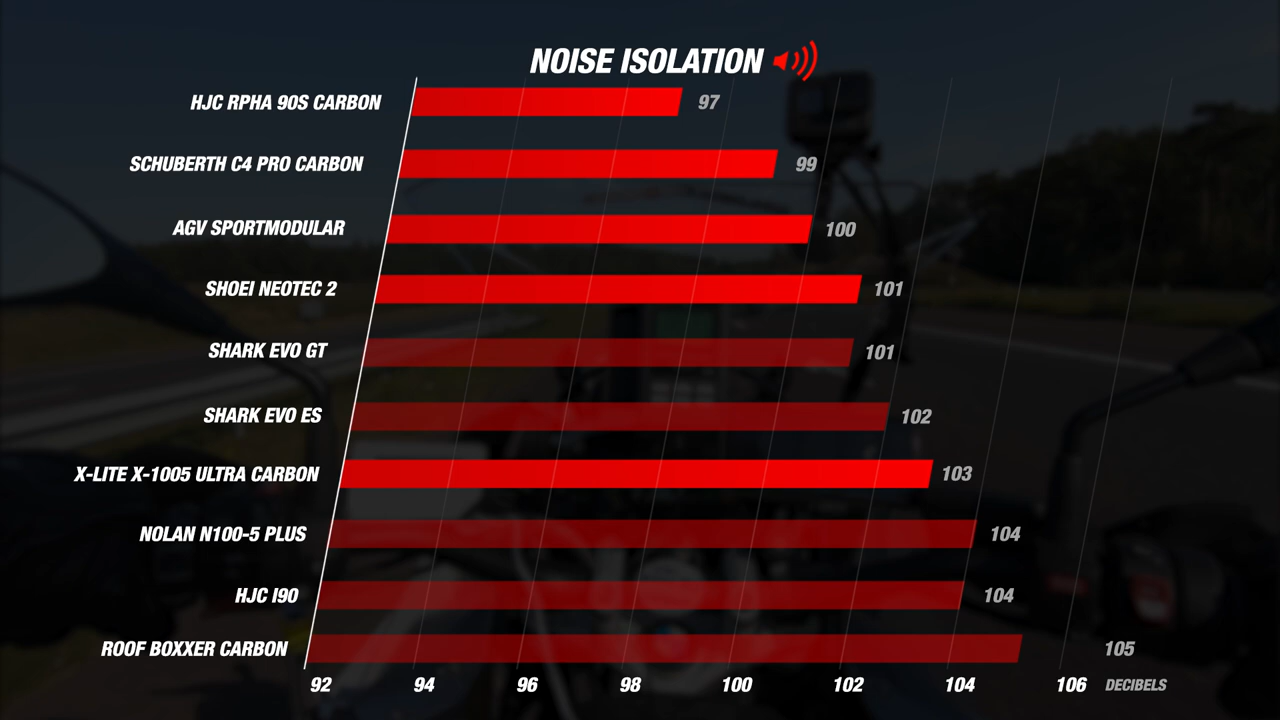 NOISE ISOLATION
HJC RPHA 90S CARBON 97
SCHUBERTH C4 PRO CARBON 99
AGV SPORTMODULAR 100
SHOEI NEOTEC 2 101
SHARK EVO GT 101
SHARK EVO ES 102
X-LITE X-1005 ULTRA CARBON 103
NOLAN N100-5 PLUS 104
HJC I90 104
ROOF BOXXER CARBON 105
92 94 96 98 100 102 104 106 DECIBELS